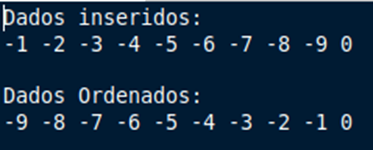 Dados inseridos:
-1 -2 -3 -4 -5 -6 -7 -8 -9 0
Dados Ordenados:
-9 -8 -7 -6 -5 -4 -3 -2 -1 0